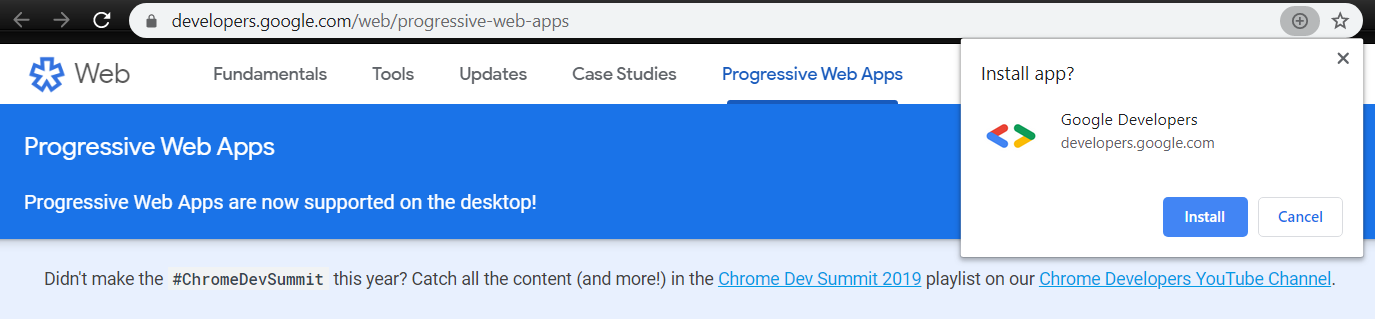 developers.google.com/web/progressive-web-apps
Web Fundamentals Tools Updates Case Studies Progressive Web Apps
Install app?
Google Developers
developers.google.com
Install Cancel
Progressive Web Apps
Progressive Web Apps are now supported on the desktop!
Didn't make the #ChromeDevSummit this year? Catch all the content (and more!) in the Chrome Dev Summit 2019 playlist on our Chrome Developers YouTube Channel.